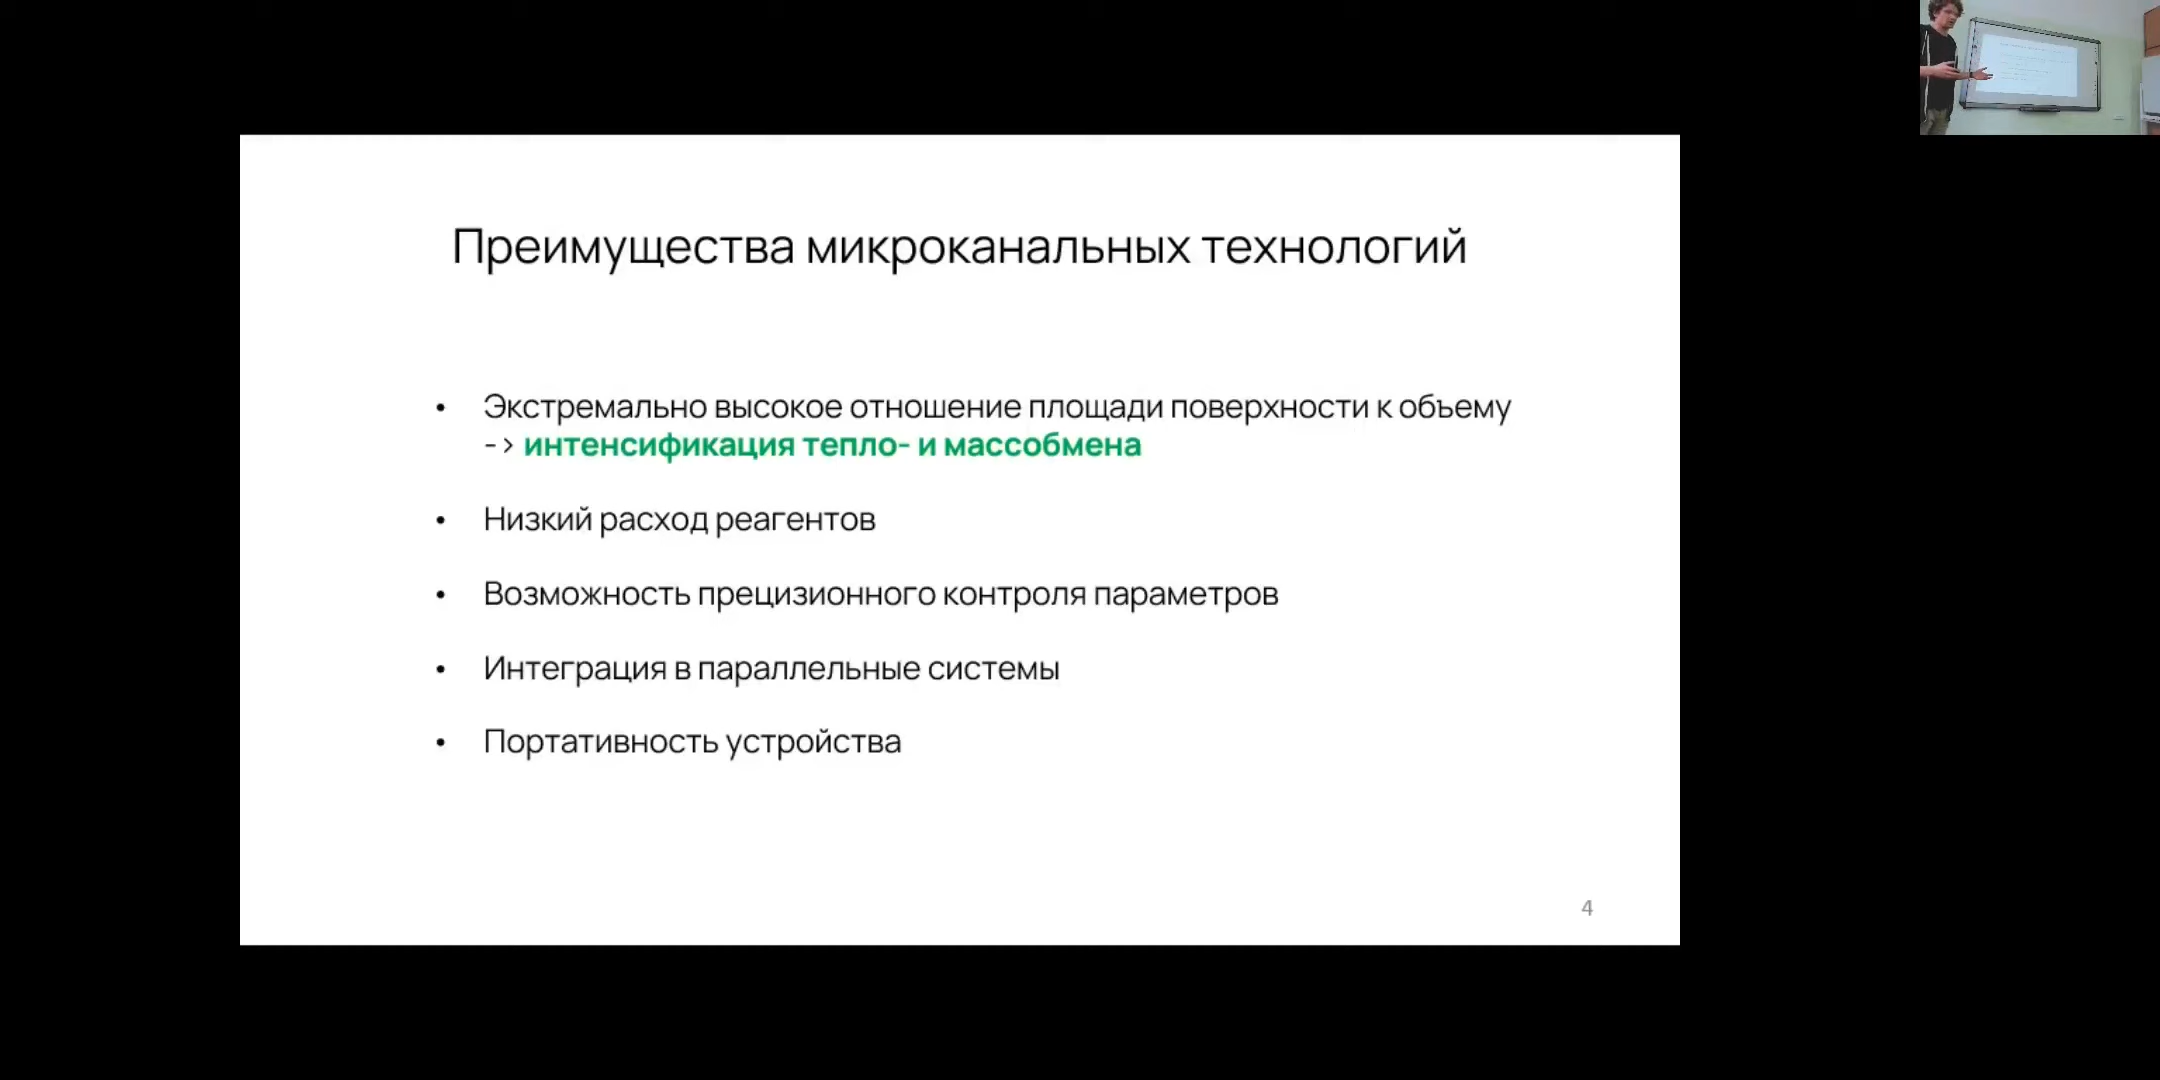 Преимущества микроканальных технологий
• Экстремально высокое отношение площади поверхности к объему
-> интенсификация тепло- и массобмена
• Низкий расход реагентов
• Возможность прецизионного контроля параметров
• Интеграция в параллельные системы
• Портативность устройства
4